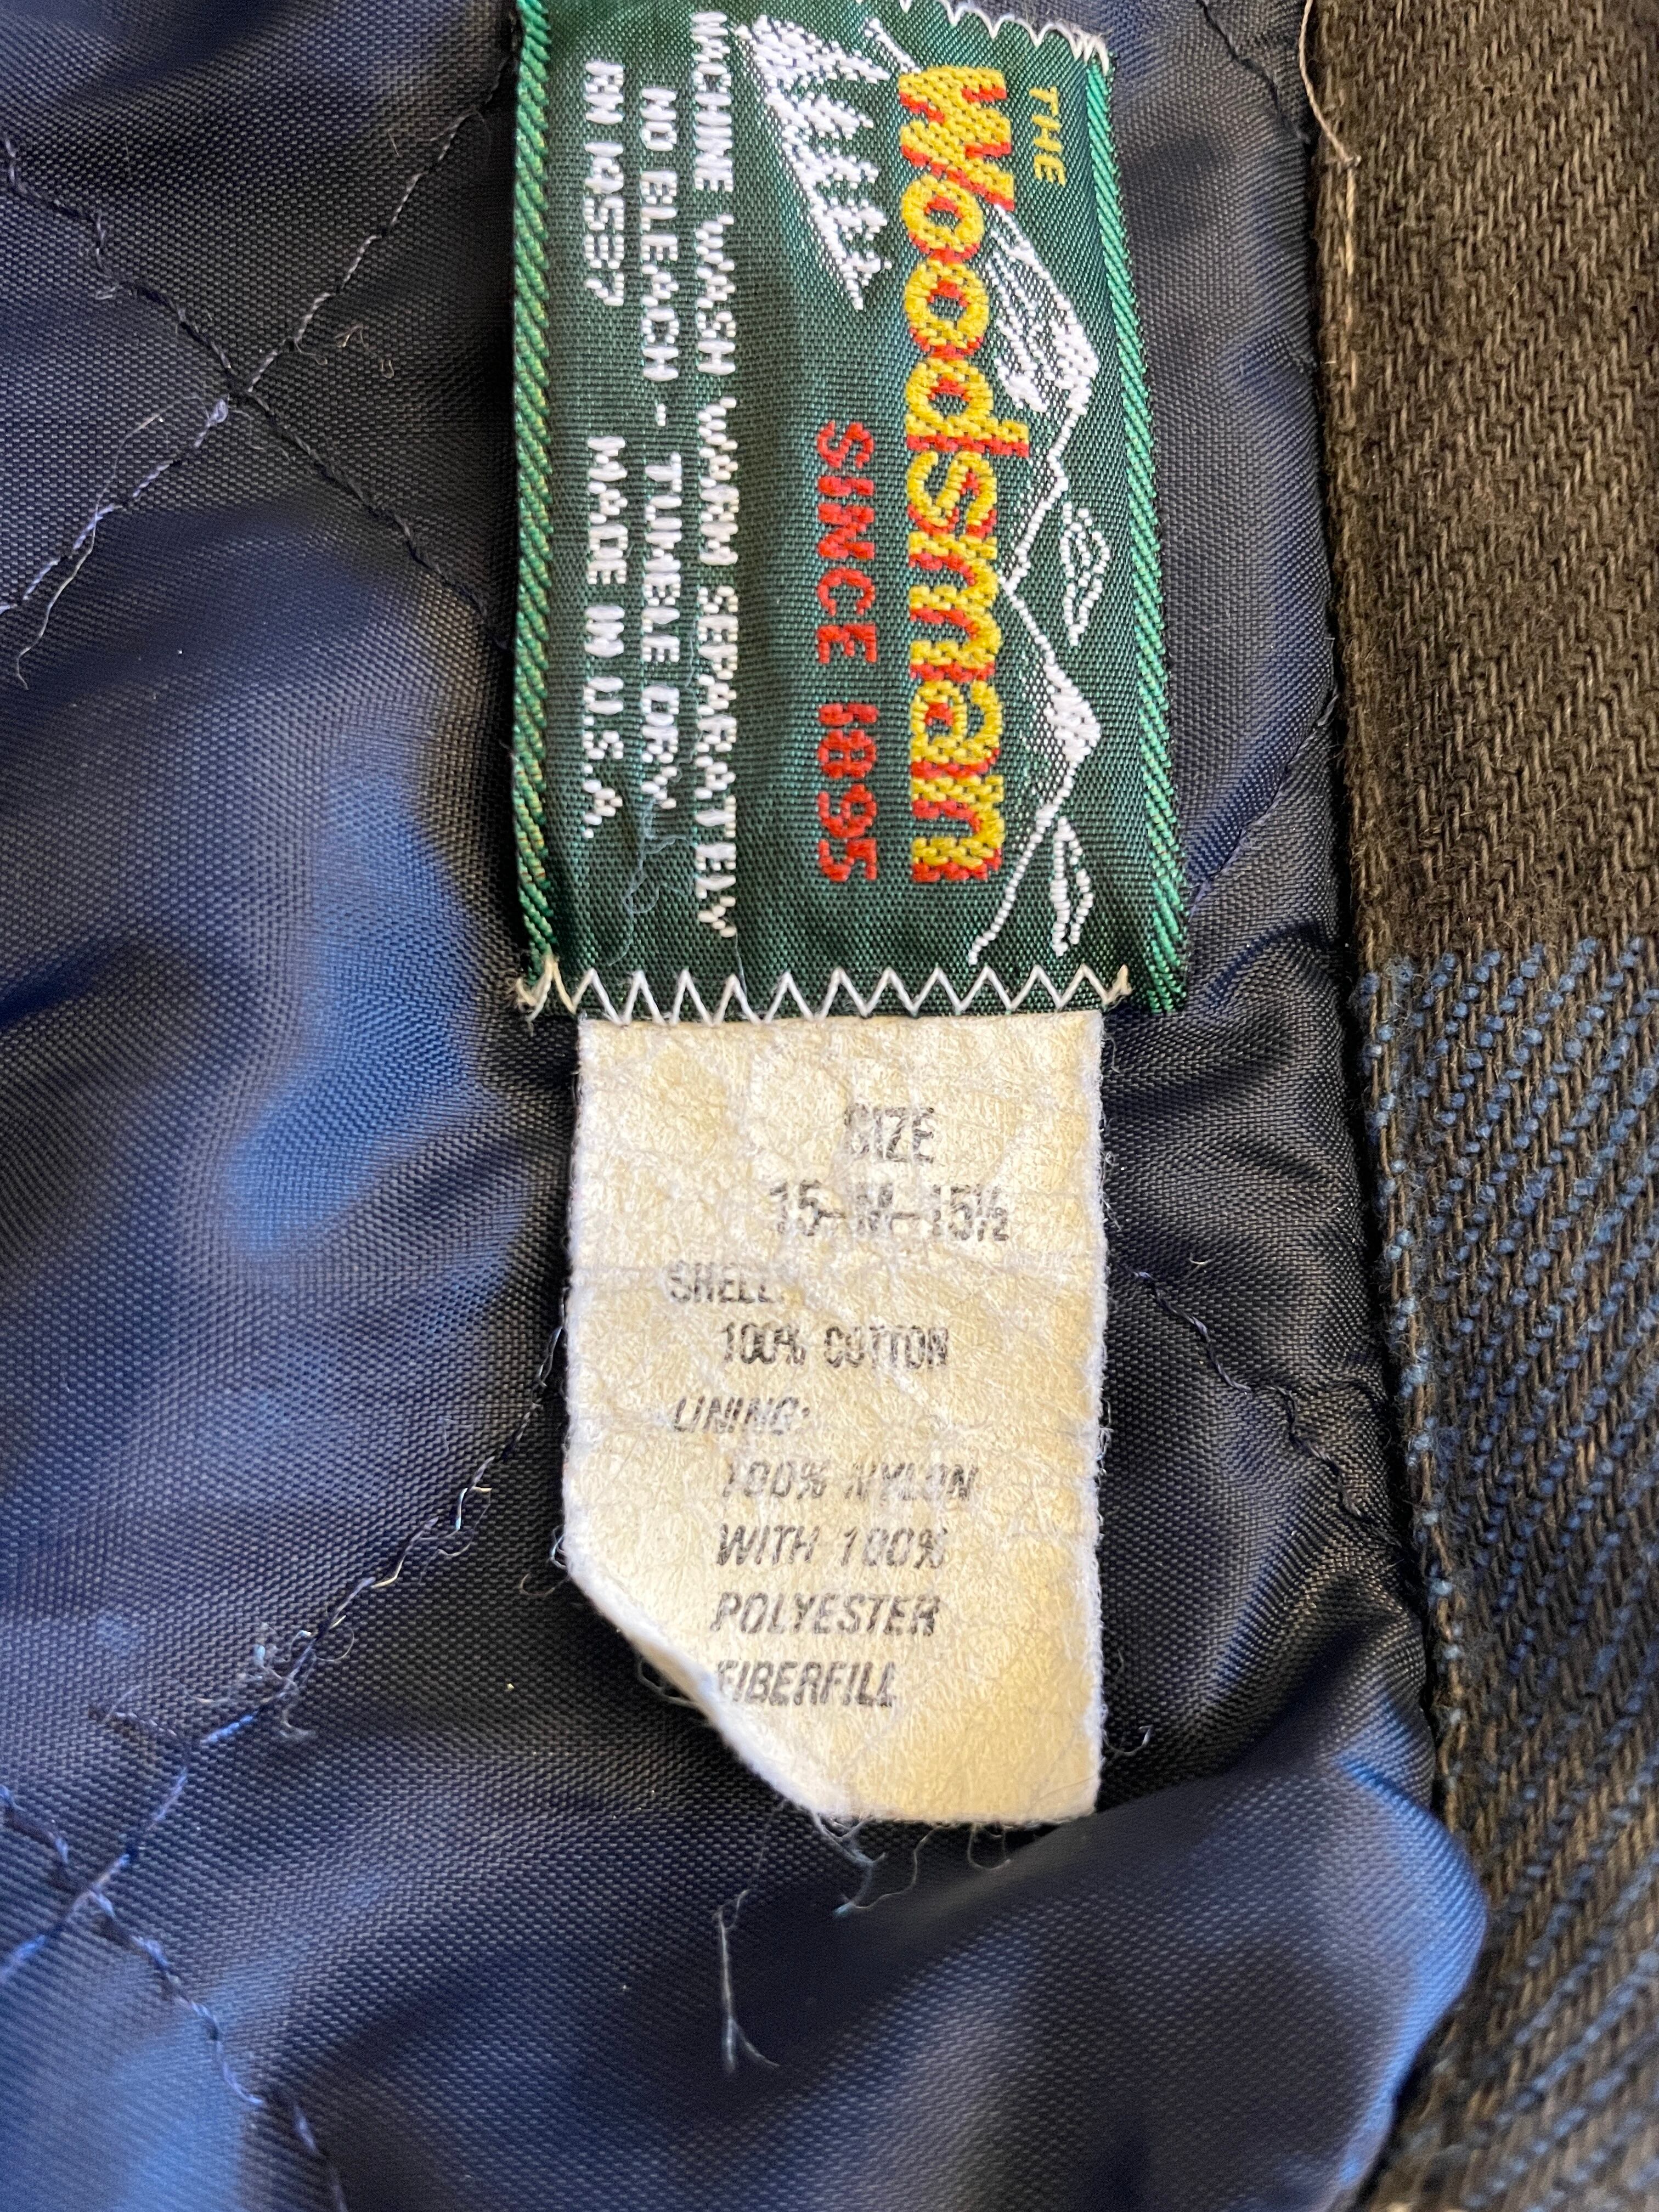 THE
Woodsman
SINCE 1895
MACHINE WASH WARM SEPARATELY
NO BLEACH - TUMBLE DRY
RN 14537 MADE IN U.S.A.
SIZE
15-M-15½
SHELL:
100% COTTON
LINING:
100% NYLON
WITH 100%
POLYESTER
FIBERFILL